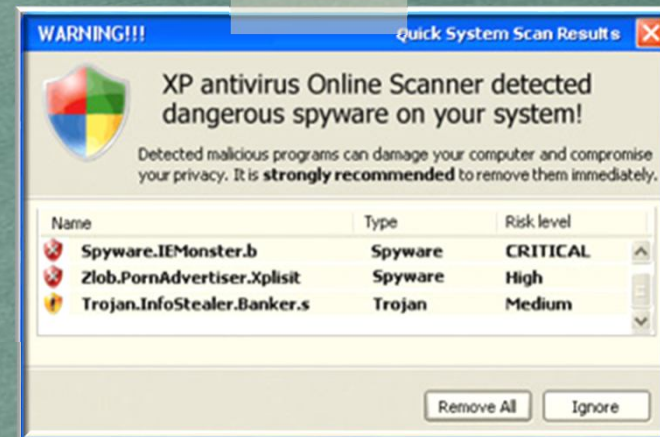 WARNING!!!
Quick System Scan Results
XP antivirus Online Scanner detected
dangerous spyware on your system!
Detected malicious programs can damage your computer and compromise
your privacy. It is strongly recommended to remove them immediately.
Name Type Risk level
Spyware.IEMonster.b Spyware CRITICAL
Zlob.PornAdvertiser.Xplisit Spyware High
Trojan.InfoStealer.Banker.s Trojan Medium
Remove All Ignore